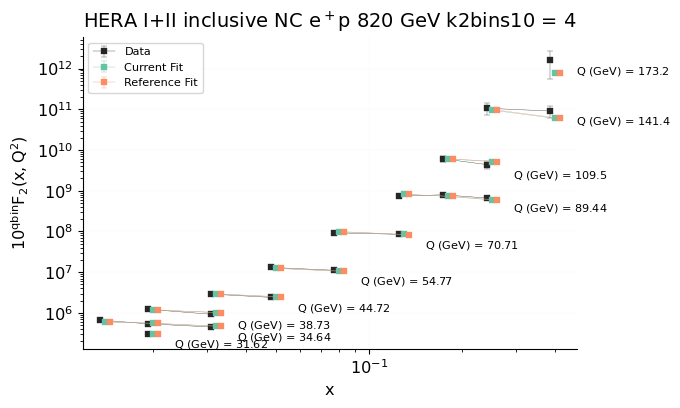 HERA I+II inclusive NC e⁺p 820 GeV k2bins10 = 4
Data
Current Fit
Reference Fit
10^qbin F₂(x, Q²)
10¹²
10¹¹
10¹⁰
10⁹
10⁸
10⁷
10⁶
Q (GeV) = 173.2
Q (GeV) = 141.4
Q (GeV) = 109.5
Q (GeV) = 89.44
Q (GeV) = 70.71
Q (GeV) = 54.77
Q (GeV) = 44.72
Q (GeV) = 38.73
Q (GeV) = 34.64
Q (GeV) = 31.62
10⁻¹
x